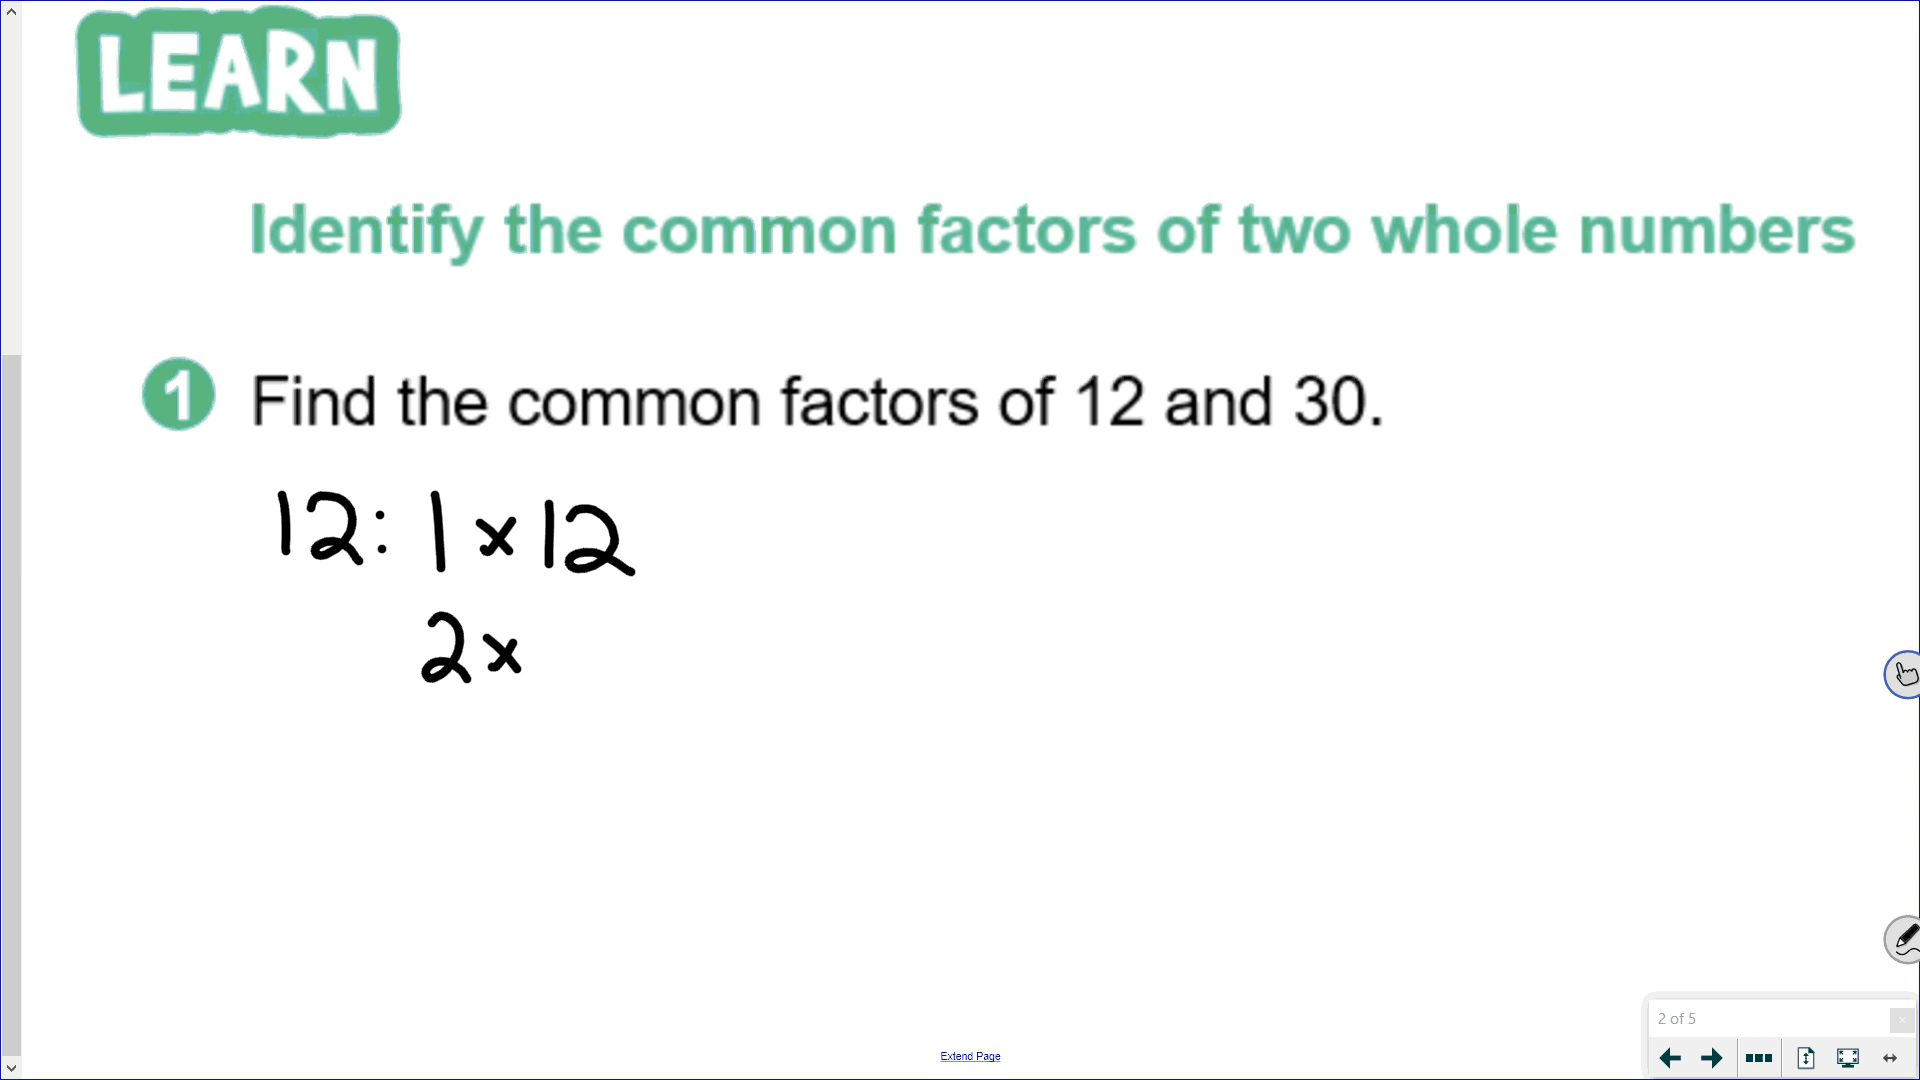 LEARN
Identify the common factors of two whole numbers
1 Find the common factors of 12 and 30.
12: 1 x 12
2 x
2 of 5
Extend Page